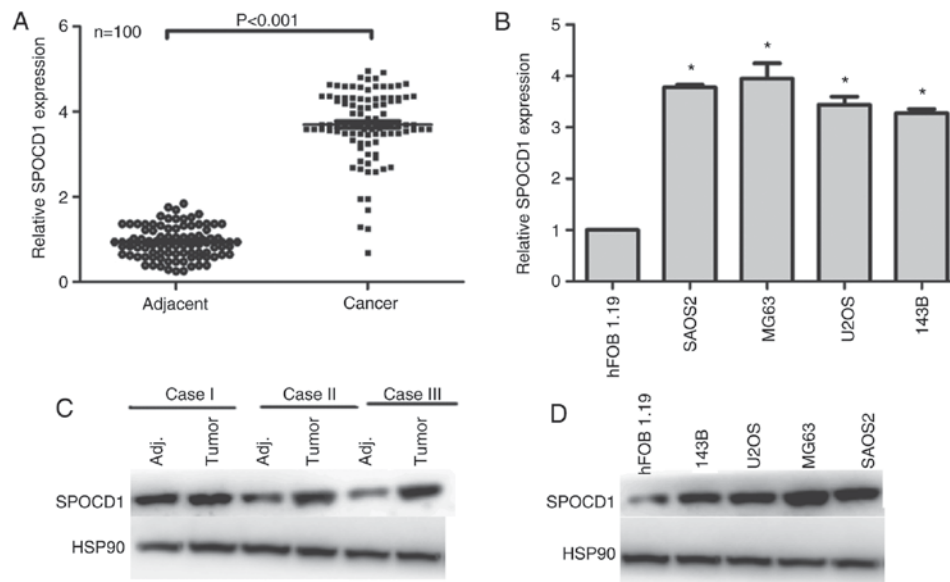 A
n=100
P<0.001
Relative SPOCD1 expression
6
4
2
0
Adjacent
Cancer
B
Relative SPOCD1 expression
5
4
3
2
1
0
*
*
*
*
hFOB 1.19
SAOS2
MG63
U2OS
143B
C
Case I
Case II
Case III
Adj.
Tumor
Adj.
Tumor
Adj.
Tumor
SPOCD1
HSP90
D
hFOB 1.19
143B
U2OS
MG63
SAOS2
SPOCD1
HSP90